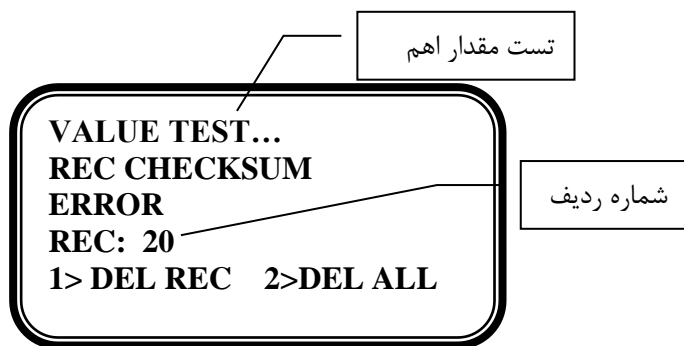 تست مقدار اهم
VALUE TEST…
REC CHECKSUM
ERROR
REC: 20
1> DEL REC 2>DEL ALL
شماره ردیف